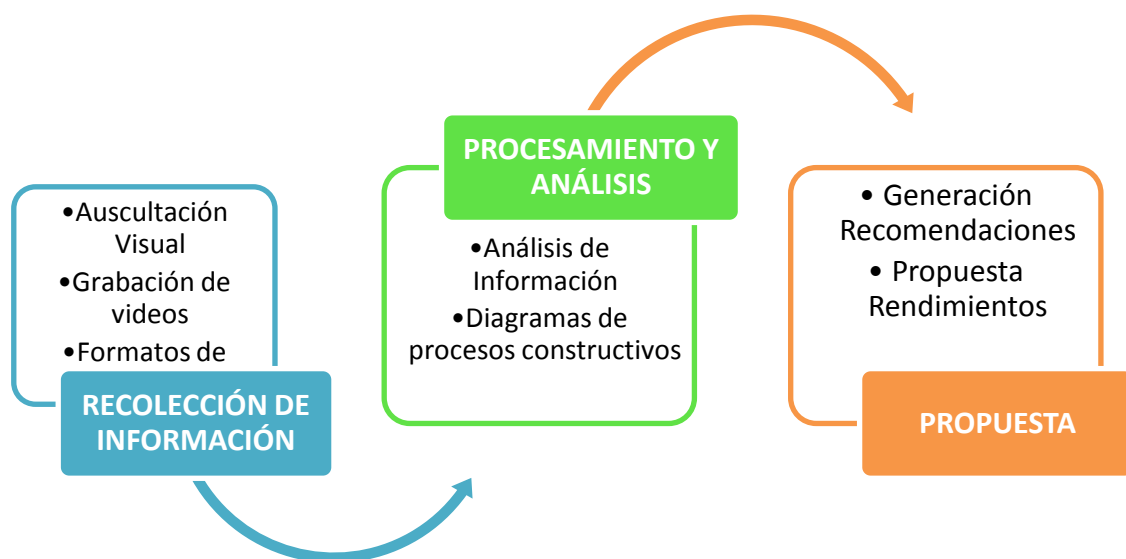 •Auscultación
Visual
•Grabación de
videos
•Formatos de
RECOLECCIÓN DE
INFORMACIÓN
PROCESAMIENTO Y
ANÁLISIS
•Análisis de
Información
•Diagramas de
procesos constructivos
• Generación
Recomendaciones
• Propuesta
Rendimientos
PROPUESTA